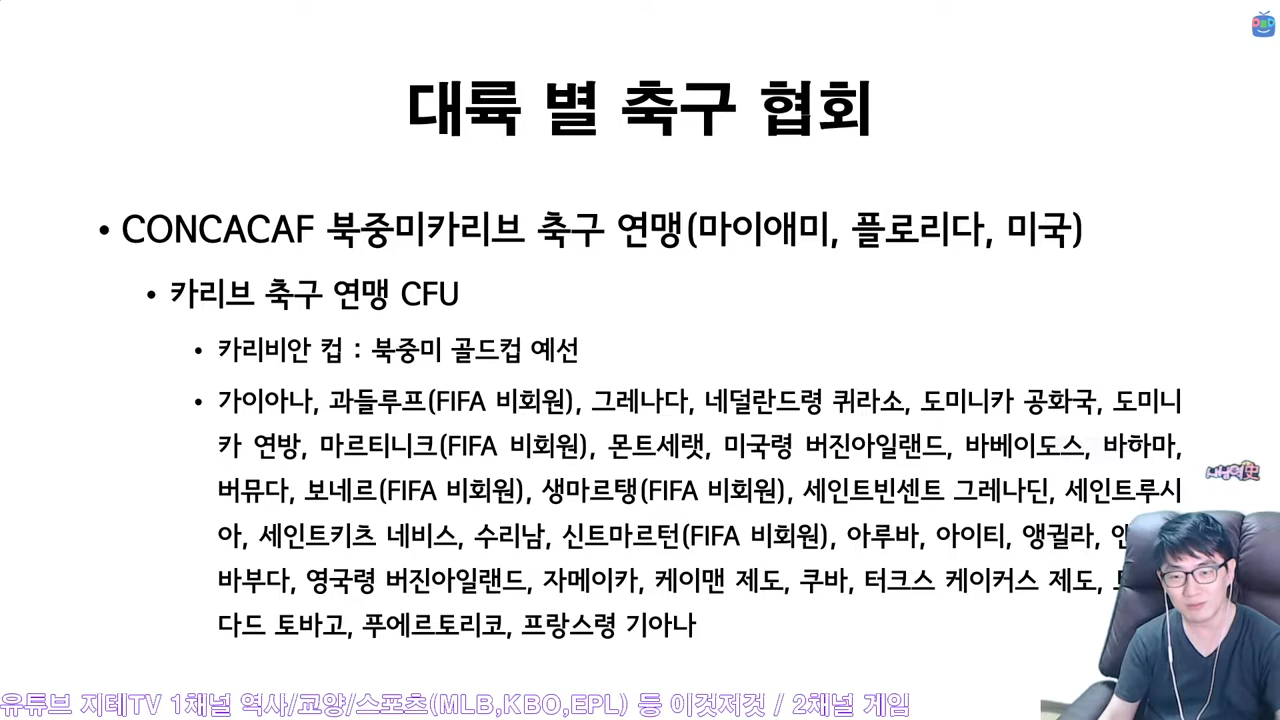 대륙 별 축구 협회
• CONCACAF 북중미카리브 축구 연맹(마이애미, 플로리다, 미국)
• 카리브 축구 연맹 CFU
• 카리비안 컵 : 북중미 골드컵 예선
• 가이아나, 과들루프(FIFA 비회원), 그레나다, 네덜란드령 퀴라소, 도미니카 공화국, 도미니
카 연방, 마르티니크(FIFA 비회원), 몬트세랫, 미국령 버진아일랜드, 바베이도스, 바하마,
버뮤다, 보네르(FIFA 비회원), 생마르탱(FIFA 비회원), 세인트빈센트 그레나딘, 세인트루시
아, 세인트키츠 네비스, 수리남, 신트마르턴(FIFA 비회원), 아루바, 아이티, 앵귈라,
바부다, 영국령 버진아일랜드, 자메이카, 케이맨 제도, 쿠바, 터크스 케이커스 제도,
다드 토바고, 푸에르토리코, 프랑스령 기아나
유튜브 지테TV 1채널 역사/교양/스포츠(MLB,KBO,EPL) 등 이것저것 / 2채널 게임